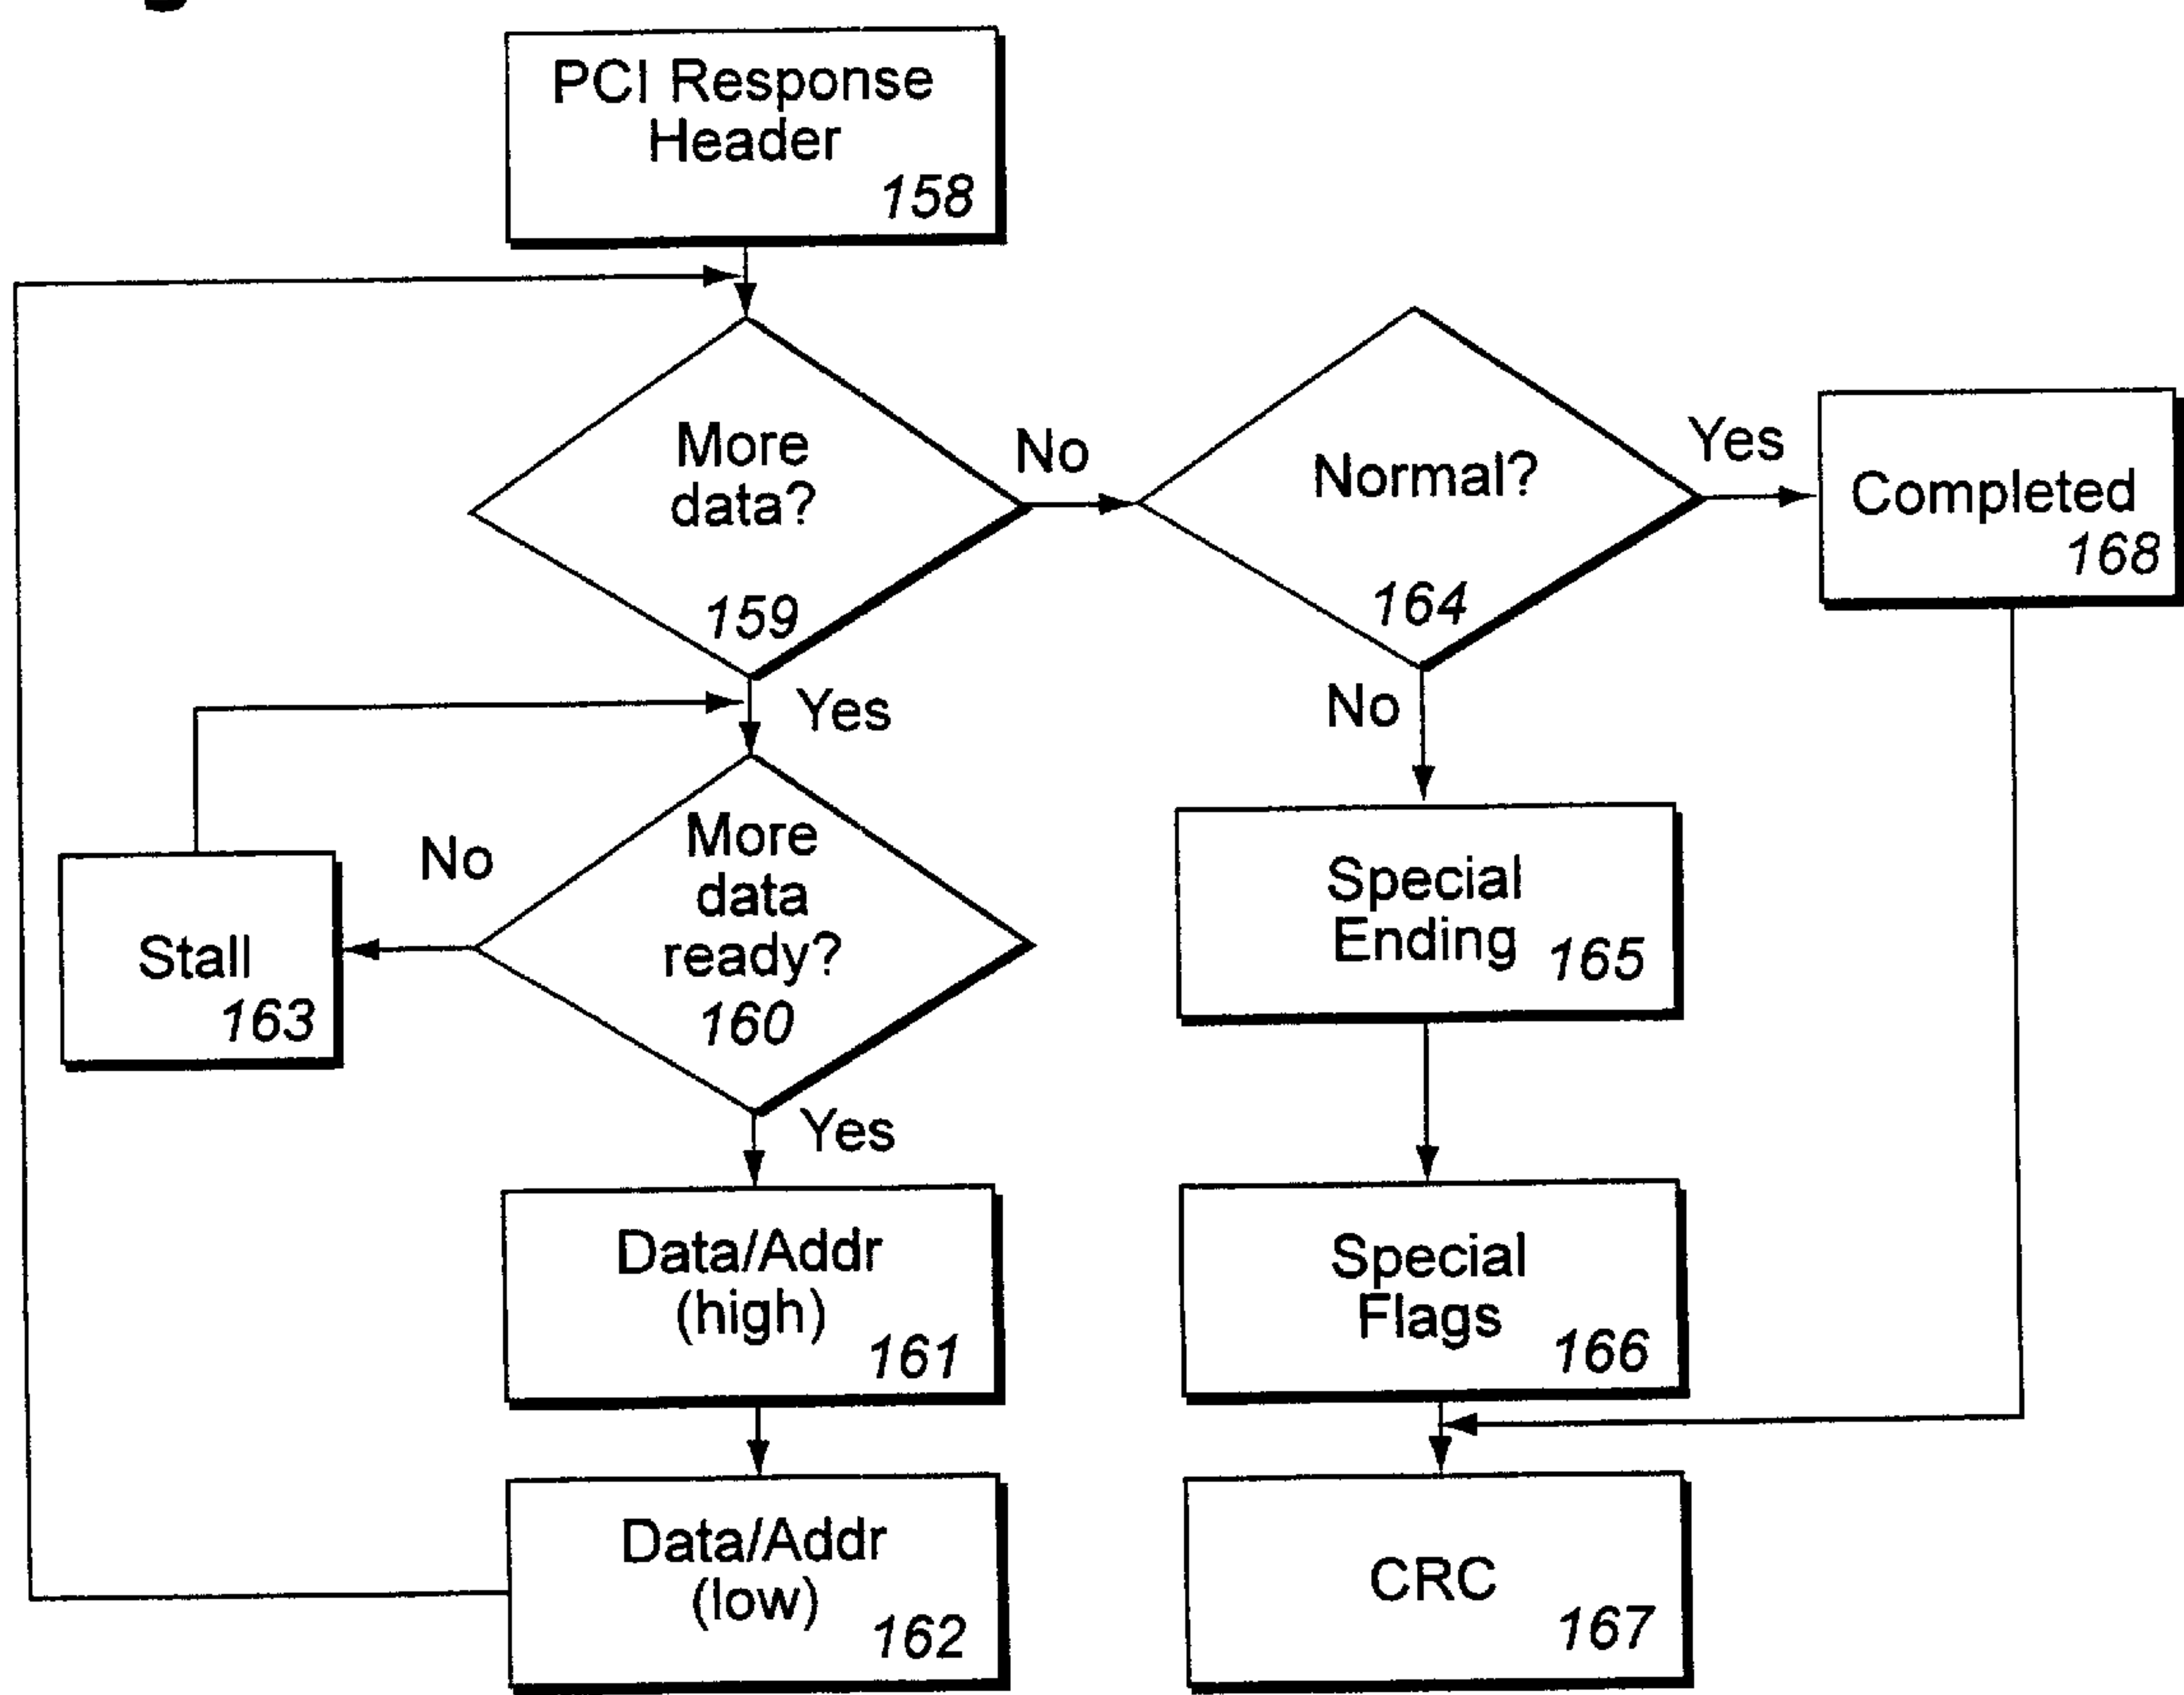 PCI Response
Header
158
More
data?
159
No
Normal?
164
Yes
Completed
168
Yes
No
More
data
ready?
160
No
Stall
163
Special
Ending
165
Yes
Data/Addr
(high)
161
Special
Flags
166
Data/Addr
(low)
162
CRC
167